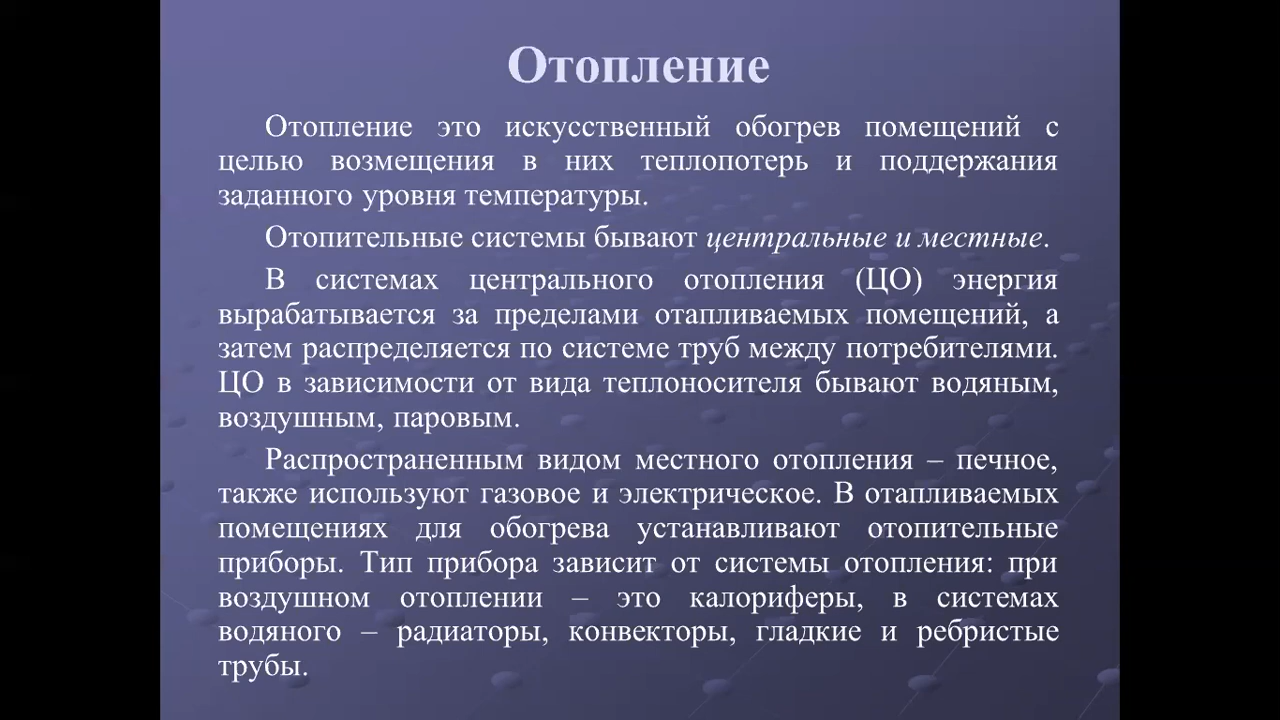 Отопление
Отопление это искусственный обогрев помещений с
целью возмещения в них теплопотерь и поддержания
заданного уровня температуры.
Отопительные системы бывают центральные и местные.
В системах центрального отопления (ЦО) энергия
вырабатывается за пределами отапливаемых помещений, а
затем распределяется по системе труб между потребителями.
ЦО в зависимости от вида теплоносителя бывают водяным,
воздушным, паровым.
Распространенным видом местного отопления – печное,
также используют газовое и электрическое. В отапливаемых
помещениях для обогрева устанавливают отопительные
приборы. Тип прибора зависит от системы отопления: при
воздушном отоплении – это калориферы, в системах
водяного – радиаторы, конвекторы, гладкие и ребристые
трубы.